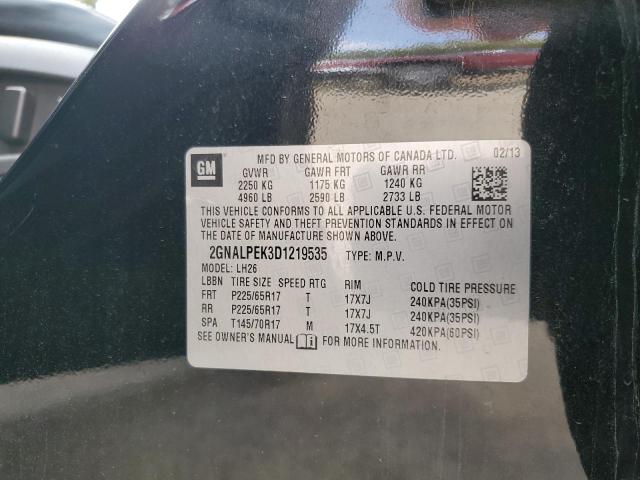 GM
MFD BY GENERAL MOTORS OF CANADA LTD. 02/13
GVWR GAWR FRT GAWR RR
2250 KG 1175 KG 1240 KG
4960 LB 2590 LB 2733 LB
THIS VEHICLE CONFORMS TO ALL APPLICABLE U.S. FEDERAL MOTOR
VEHICLE SAFETY AND THEFT PREVENTION STANDARDS IN EFFECT ON
THE DATE OF MANUFACTURE SHOWN ABOVE.
2GNALPEK3D1219535 TYPE: M.P.V.
MODEL: LH26
LBBN TIRE SIZE SPEED RTG RIM COLD TIRE PRESSURE
FRT P225/65R17 T 17X7J 240KPA(35PSI)
RR P225/65R17 T 17X7J 240KPA(35PSI)
SPA T145/70R17 M 17X4.5T 420KPA(60PSI)
SEE OWNER'S MANUAL i FOR MORE INFORMATION.